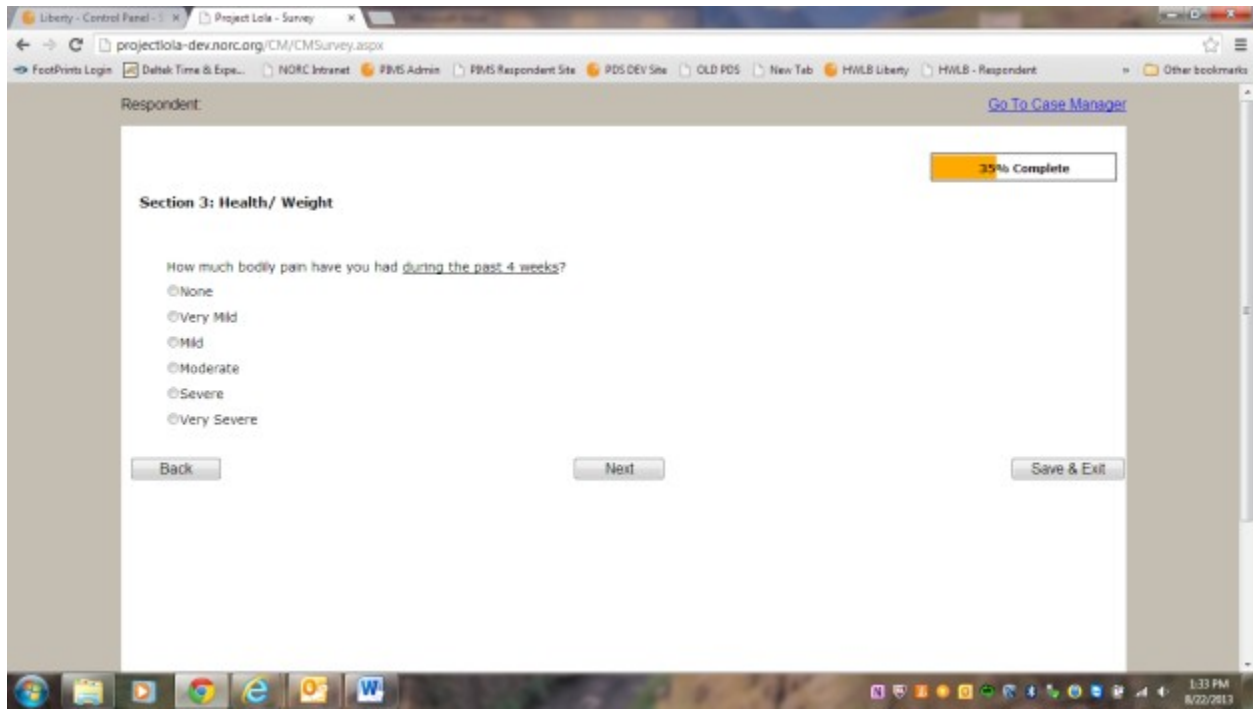 Liberty - Control Panel - S
Project Lola - Survey
projectlola-dev.norc.org/CM/CMSurvey.aspx
FootPrints Login
Deltek Time & Expe...
NORC Intranet
PIMS Admin
PIMS Respondent Site
PDS DEV Site
OLD PDS
New Tab
HWLB Liberty
HWLB - Respondent
»
Other bookmarks
Respondent:
Go To Case Manager
35% Complete
Section 3: Health/ Weight
How much bodily pain have you had during the past 4 weeks?
None
Very Mild
Mild
Moderate
Severe
Very Severe
Back
Next
Save & Exit
1:33 PM
8/22/2013